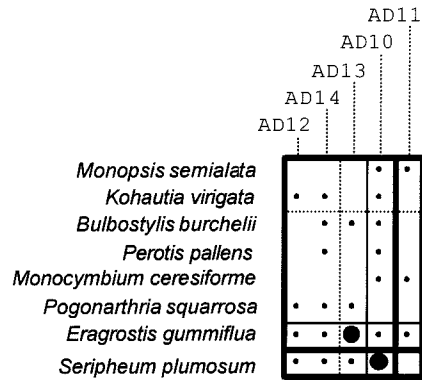 AD11
AD10
AD13
AD14
AD12
Monopsis semialata
Kohautia virigata
Bulbostylis burchelii
Perotis pallens
Monocymbium ceresiforme
Pogonarthria squarrosa
Eragrostis gummiflua
Seripheum plumosum